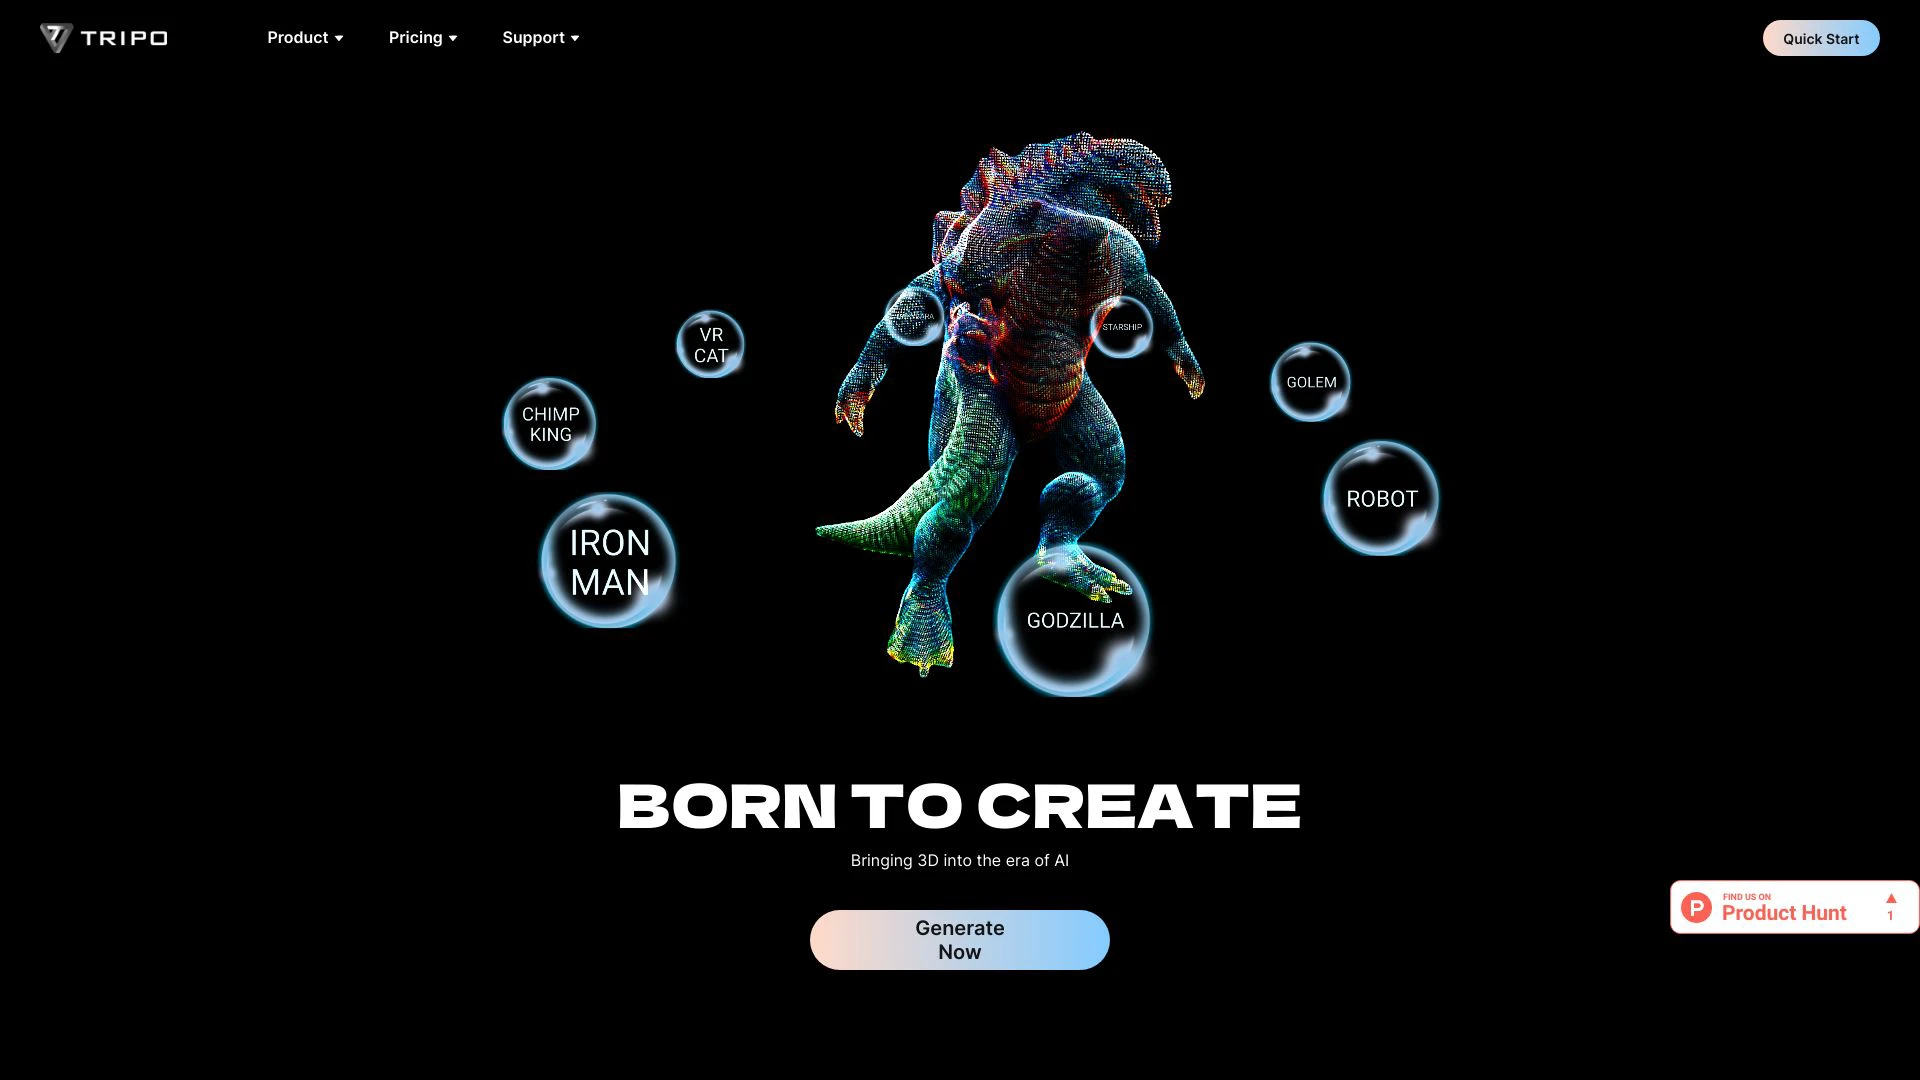 TRIPO
Product
Pricing
Support
Quick Start
STARSHIP
VR
CAT
GOLEM
CHIMP
KING
ROBOT
IRON
MAN
GODZILLA
BORN TO CREATE
Bringing 3D into the era of AI
FIND US ON
Product Hunt
1
Generate
Now